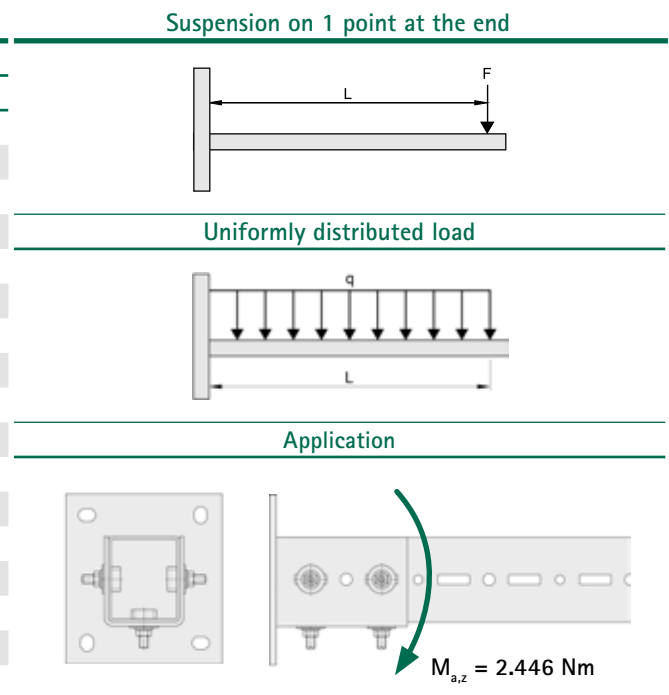 Suspension on 1 point at the end
F
L
Uniformly distributed load
q
L
Application
Ma,z = 2.446 Nm